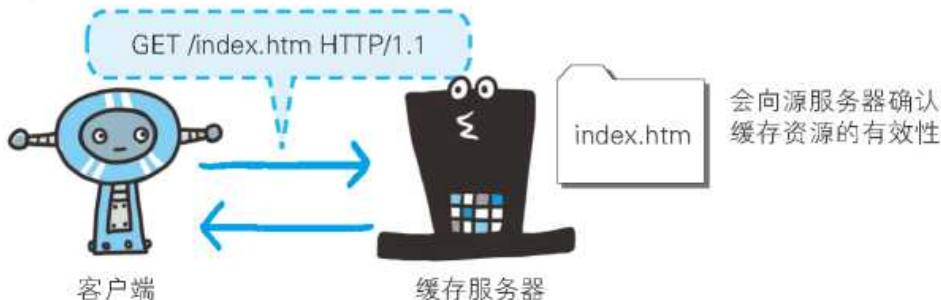 GET /index.htm HTTP/1.1
index.htm
会向源服务器确认
缓存资源的有效性
客户端
缓存服务器